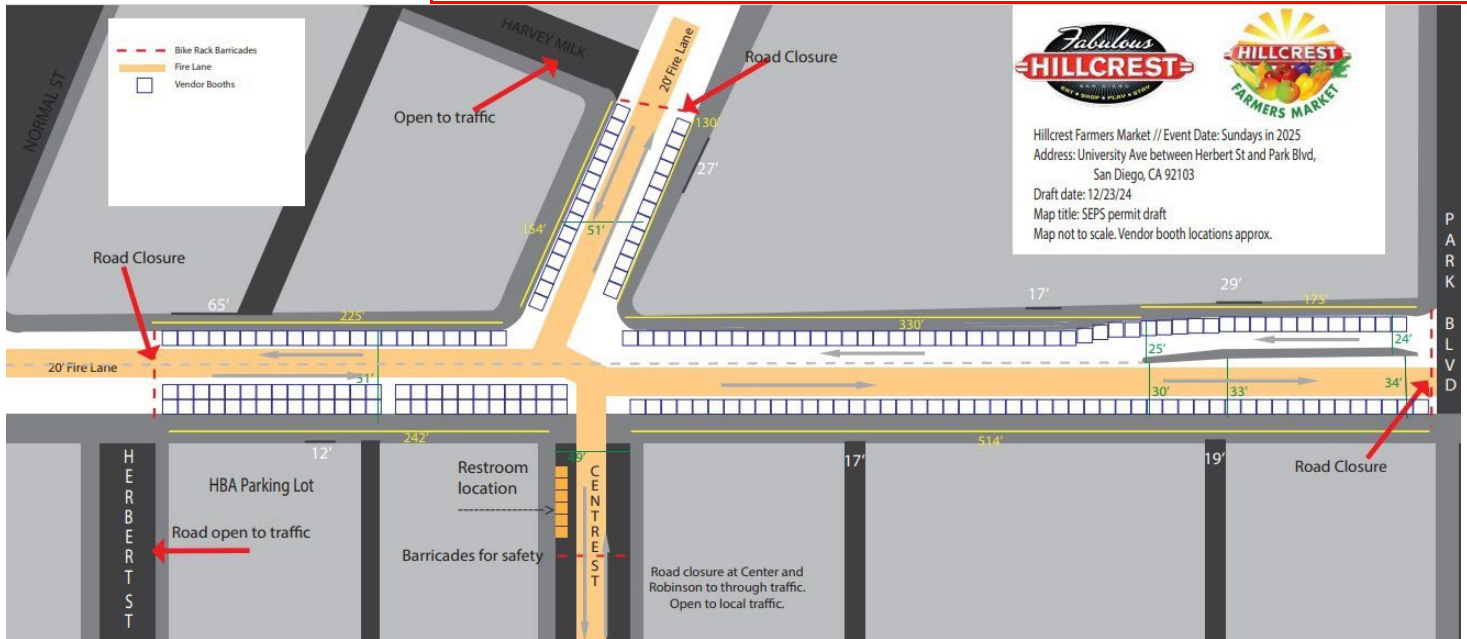 Bike Rack Barricades
Fire Lane
Vendor Booths
NORMAL ST
HARVEY MILK
Open to traffic
20' Fire Lane
Road Closure
130'
27'
154'
51'
Fabulous
HILLCREST
EAT • SHOP • PLAY • STAY
HILLCREST
FARMERS MARKET
Hillcrest Farmers Market // Event Date: Sundays in 2025
Address: University Ave between Herbert St and Park Blvd,
San Diego, CA 92103
Draft date: 12/23/24
Map title: SEPS permit draft
Map not to scale. Vendor booth locations approx.
PARK BLVD
Road Closure
65'
225'
17'
29'
175'
330'
20' Fire Lane
51'
25'
24'
30'
33'
34'
242'
12'
514'
49'
17'
19'
Road Closure
HERBERT ST
HBA Parking Lot
Road open to traffic
Restroom
location
Barricades for safety
CENTRE ST
Road closure at Center and
Robinson to through traffic.
Open to local traffic.